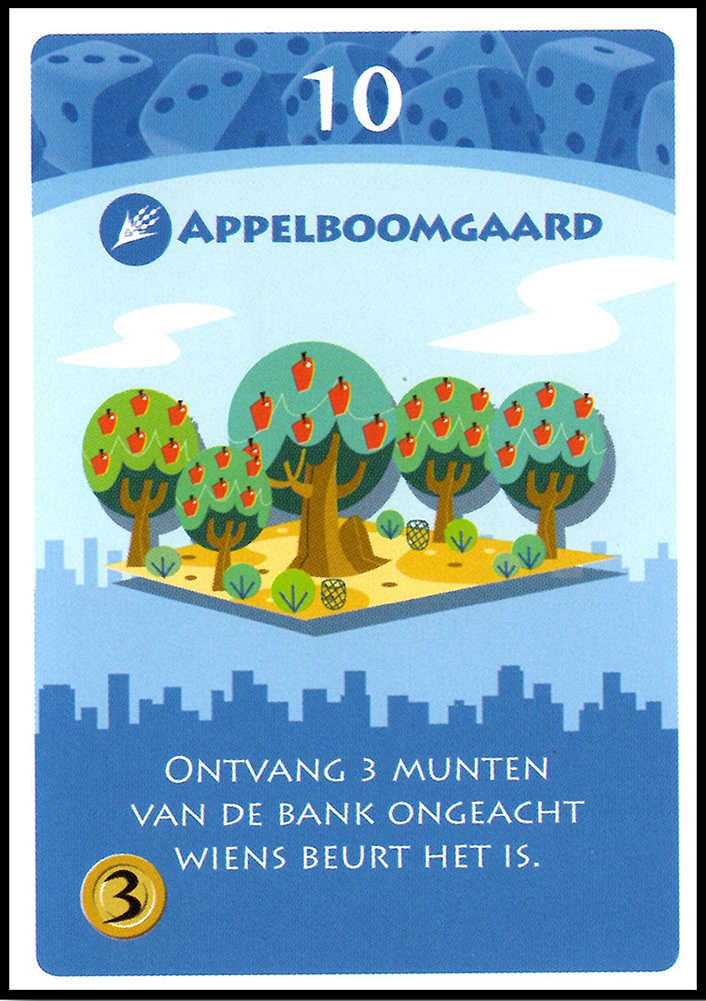 10
APPELBOOMGAARD
ONTVANG 3 MUNTEN
VAN DE BANK ONGEACHT
WIENS BEURT HET IS.
3